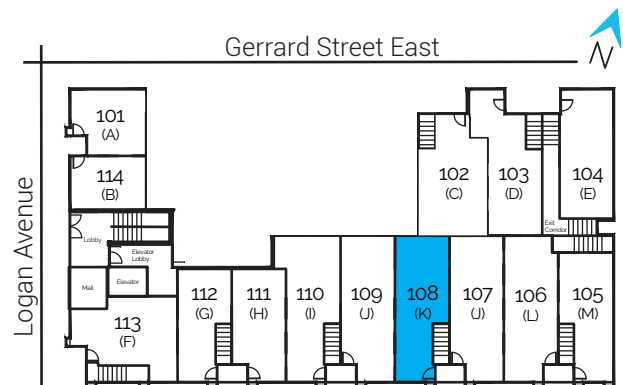 Gerrard Street East
N
Logan Avenue
101
(A)
114
(B)
102
(C)
103
(D)
104
(E)
Exit
Corridor
Lobby
Elevator
Lobby
Mail
Elevator
113
(F)
112
(G)
111
(H)
110
(I)
109
(J)
108
(K)
107
(J)
106
(L)
105
(M)